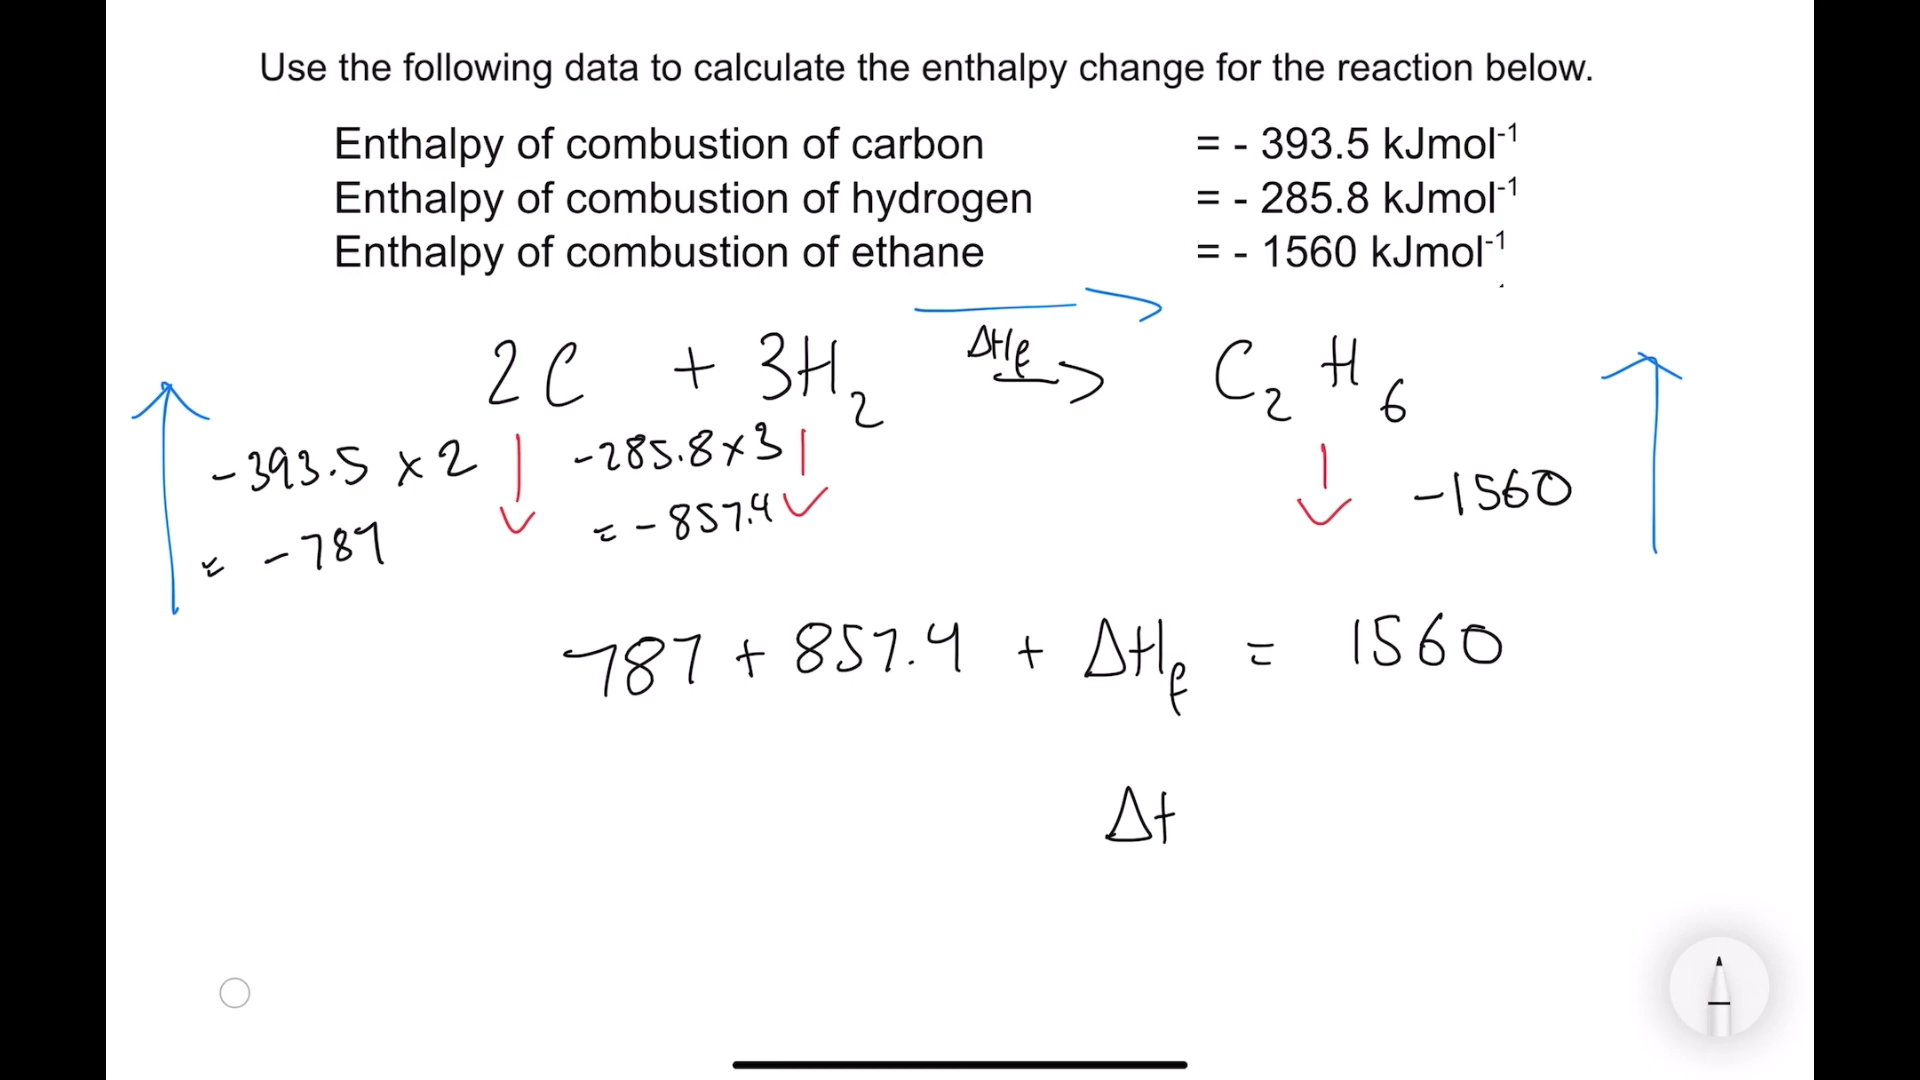 Use the following data to calculate the enthalpy change for the reaction below.
Enthalpy of combustion of carbon = - 393.5 kJmol⁻¹
Enthalpy of combustion of hydrogen = - 285.8 kJmol⁻¹
Enthalpy of combustion of ethane = - 1560 kJmol⁻¹
2C + 3H₂ ΔHf → C₂H₆
-393.5 x 2 -285.8 x 3 -1560
= -787 = -857.4
787 + 857.4 + ΔHf = 1560
Δt